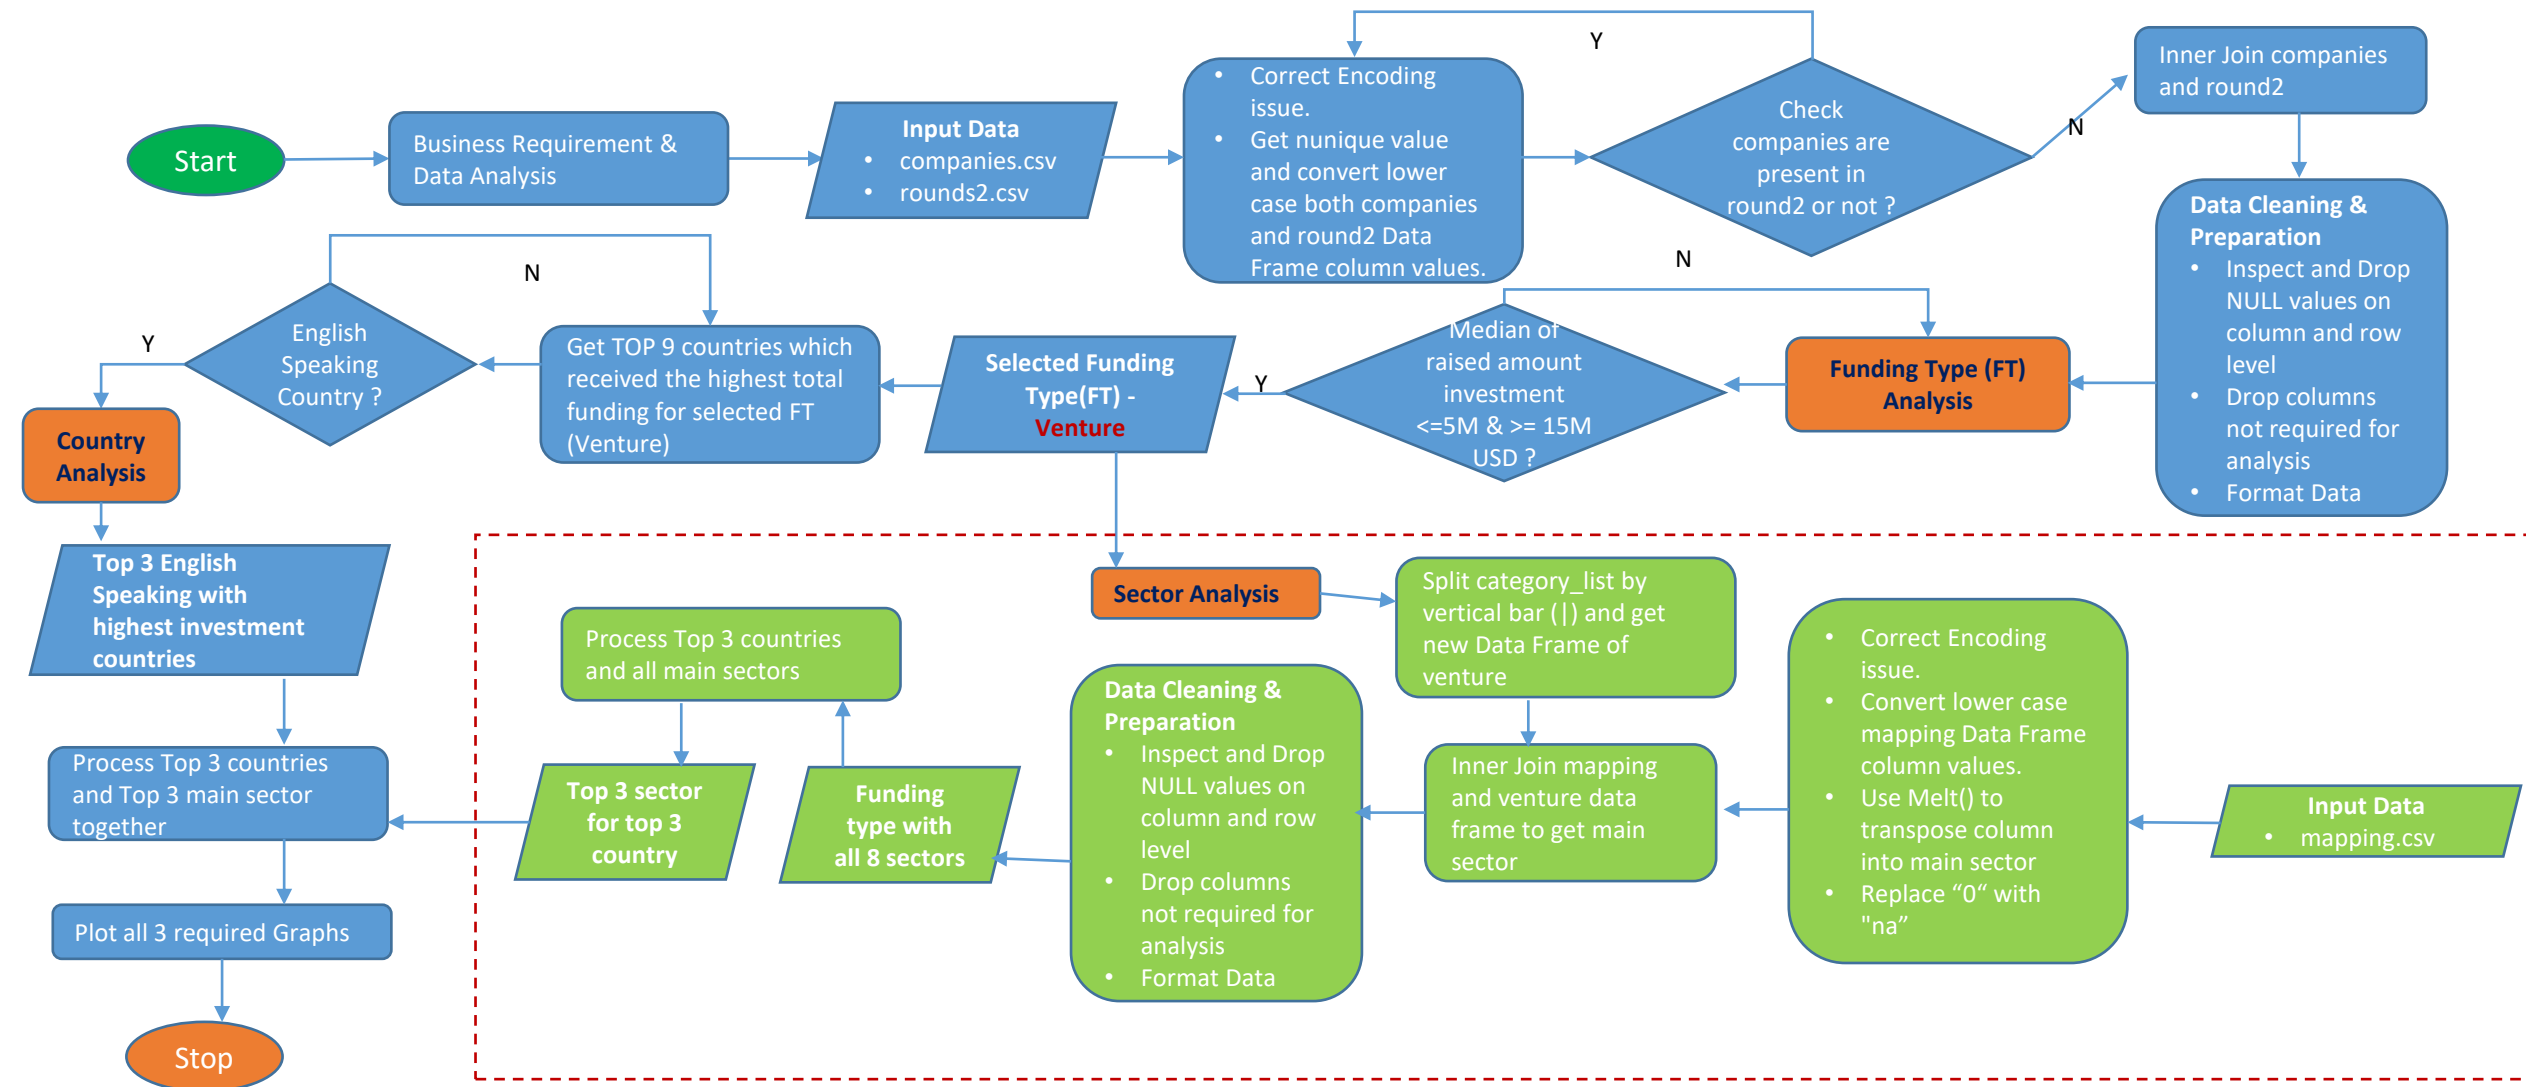 Start
Business Requirement &
Data Analysis
Input Data
• companies.csv
• rounds2.csv
• Correct Encoding
issue.
• Get nunique value
and convert lower
case both companies
and round2 Data
Frame column values.
Y
Check
companies are
present in
round2 or not ?
N
Inner Join companies
and round2
Data Cleaning &
Preparation
• Inspect and Drop
NULL values on
column and row
level
• Drop columns
not required for
analysis
• Format Data
Funding Type (FT)
Analysis
N
Median of
raised amount
investment
<=5M & >= 15M
USD ?
Y
Selected Funding
Type(FT) -
Venture
Get TOP 9 countries which
received the highest total
funding for selected FT
(Venture)
N
English
Speaking
Country ?
Y
Country
Analysis
Top 3 English
Speaking with
highest investment
countries
Process Top 3 countries
and Top 3 main sector
together
Plot all 3 required Graphs
Stop
Sector Analysis
Split category_list by
vertical bar (|) and get
new Data Frame of
venture
Inner Join mapping
and venture data
frame to get main
sector
• Correct Encoding
issue.
• Convert lower case
mapping Data Frame
column values.
• Use Melt() to
transpose column
into main sector
• Replace “0“ with
"na”
Input Data
• mapping.csv
Data Cleaning &
Preparation
• Inspect and Drop
NULL values on
column and row
level
• Drop columns
not required for
analysis
• Format Data
Funding
type with
all 8 sectors
Process Top 3 countries
and all main sectors
Top 3 sector
for top 3
country